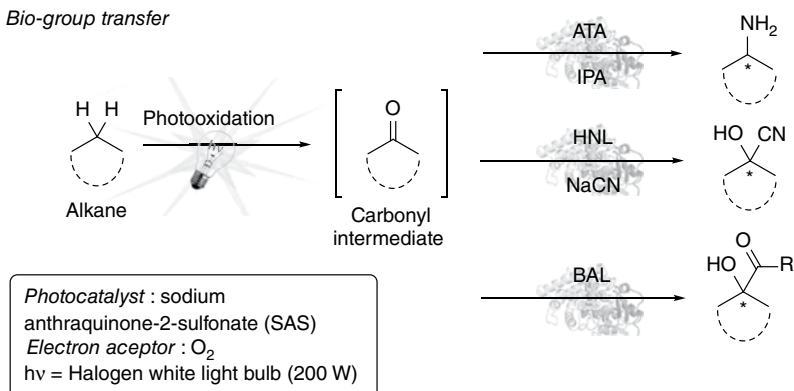 Bio-group transfer
H H
Alkane
Photooxidation
O
Carbonyl
intermediate
ATA
IPA
NH2
*
HNL
NaCN
HO CN
*
BAL
O
HO R
*
Photocatalyst : sodium
anthraquinone-2-sulfonate (SAS)
Electron aceptor : O2
hν = Halogen white light bulb (200 W)